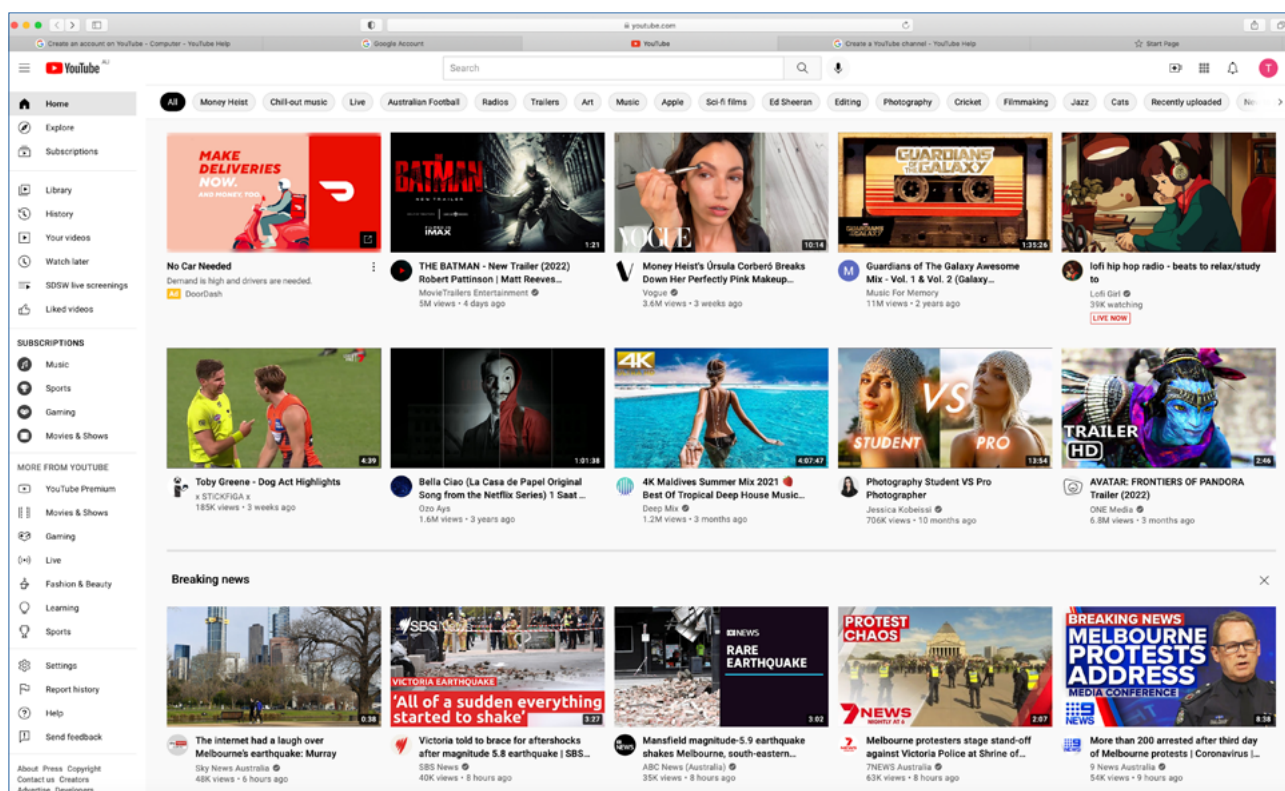 youtube.com
Create an account on YouTube - Computer - YouTube Help
Google Account
YouTube
Create a YouTube channel - YouTube Help
Start Page
YouTube AU
Search
T
Home
Explore
Subscriptions
Library
History
Your videos
Watch later
SDSW live screenings
Liked videos
SUBSCRIPTIONS
Music
Sports
Gaming
Movies & Shows
MORE FROM YOUTUBE
YouTube Premium
Movies & Shows
Gaming
Live
Fashion & Beauty
Learning
Sports
Settings
Report history
Help
Send feedback
About Press Copyright
Contact us Creators
Advertise Developers
All Money Heist Chill-out music Live Australian Football Radios Trailers Art Music Apple Sci-fi films Ed Sheeran Editing Photography Cricket Filmmaking Jazz Cats Recently uploaded
MAKE
DELIVERIES
NOW.
AND MONEY, TOO.
No Car Needed
Demand is high and drivers are needed.
Ad DoorDash
THE
BATMAN
NEW TRAILER
IMAX
1:21
THE BATMAN - New Trailer (2022)
Robert Pattinson | Matt Reeves...
MovieTrailers Entertainment
5M views • 4 days ago
VOGUE
10:14
V
Money Heist's Úrsula Corberó Breaks
Down Her Perfectly Pink Makeup...
Vogue
3.6M views • 3 weeks ago
GUARDIANS
OF THE GALAXY
1:35:26
M
Guardians of The Galaxy Awesome
Mix - Vol. 1 & Vol. 2 (Galaxy...
Music For Memory
11M views • 2 years ago
lofi hip hop radio - beats to relax/study
to
Lofi Girl
39K watching
LIVE NOW
4:39
Toby Greene - Dog Act Highlights
x STiCKFiGA x
185K views • 3 weeks ago
1:01:38
Bella Ciao (La Casa de Papel Original
Song from the Netflix Series) 1 Saat ...
Ozo Ays
1.6M views • 3 years ago
4K
4:07:47
4K Maldives Summer Mix 2021 🍓
Best Of Tropical Deep House Music...
Deep Mix
1.2M views • 3 months ago
VS
STUDENT PRO
13:54
Photography Student VS Pro
Photographer
Jessica Kobeissi
706K views • 10 months ago
TRAILER
HD
2:46
AVATAR: FRONTIERS OF PANDORA
Trailer (2022)
ONE Media
6.8M views • 3 months ago
Breaking news
0:38
The internet had a laugh over
Melbourne's earthquake: Murray
Sky News Australia
48K views • 6 hours ago
SBS News
VICTORIA EARTHQUAKE
'All of a sudden everything
started to shake'
3:27
Victoria told to brace for aftershocks
after magnitude 5.8 earthquake | SBS...
SBS News
40K views • 8 hours ago
NEWS
RARE
EARTHQUAKE
3:02
NEWS
Mansfield magnitude-5.9 earthquake
shakes Melbourne, south-eastern...
ABC News (Australia)
35K views • 8 hours ago
PROTEST
CHAOS
7NEWS
NIGHTLY AT 6
2:07
Melbourne protesters stage stand-off
against Victoria Police at Shrine of...
7NEWS Australia
63K views • 8 hours ago
BREAKING NEWS
MELBOURNE
PROTESTS
ADDRESS
MEDIA CONFERENCE
9
NEWS
8:38
More than 200 arrested after third day
of Melbourne protests | Coronavirus |...
9 News Australia
54K views • 9 hours ago